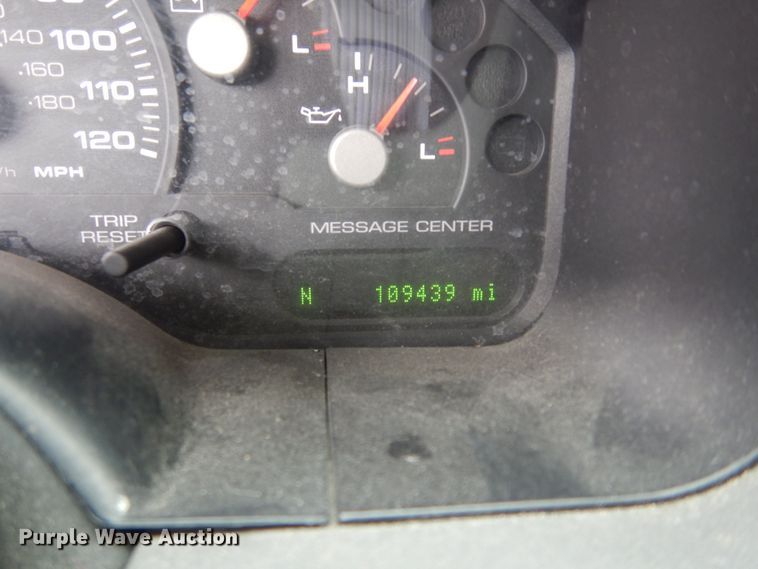 140 100
L
160
H
180 110
120
L
MPH
TRIP
RESET
MESSAGE CENTER
N 109439 mi
Purple Wave Auction